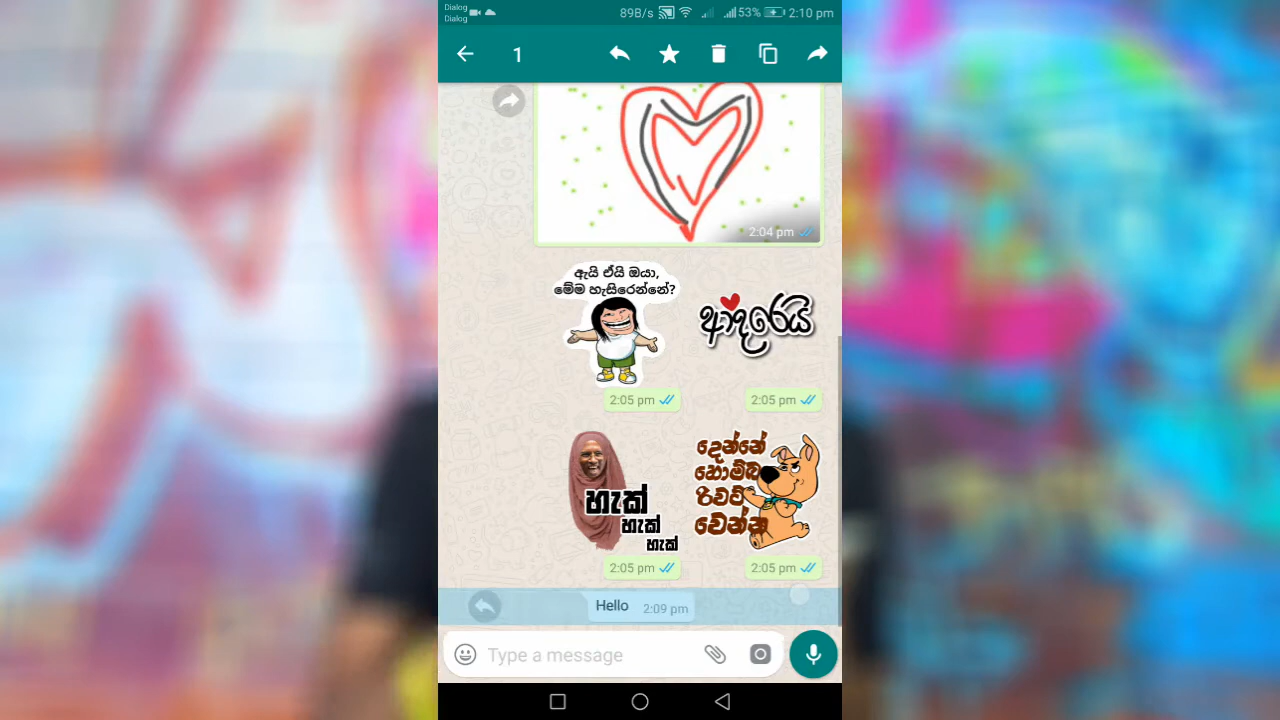 Dialog
Dialog
89B/s
53%
2:10 pm
1
2:04 pm
ඇයි ඒයි ඔයා,
මේම හැසිරෙන්නේ?
ආදරෙයි
2:05 pm
2:05 pm
හැක්
හැක්
හැක්
දෙන්නේ
හොම්බ
රිවට්
වෙන්න
2:05 pm
2:05 pm
Hello
2:09 pm
Type a message